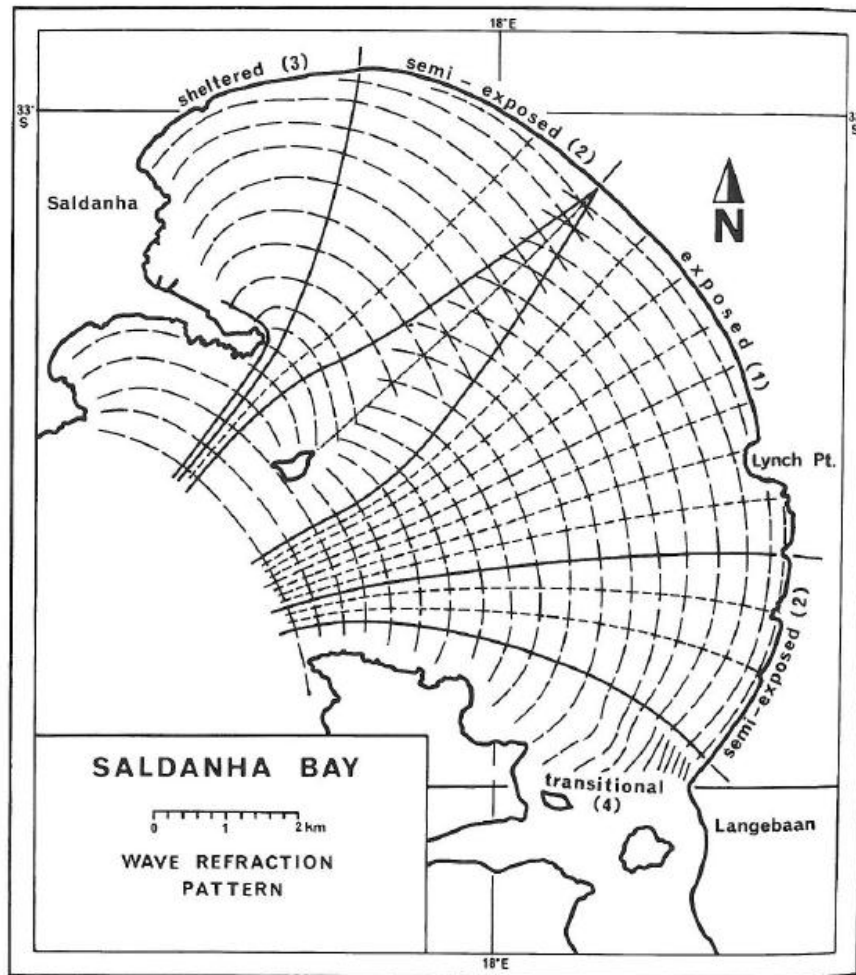 18°E
sheltered (3)
semi - exposed (2)
33°
S
33
S
Saldanha
N
exposed (1)
Lynch Pt.
semi-exposed (2)
SALDANHA BAY
0 1 2 km
WAVE REFRACTION
PATTERN
transitional
(4)
Langebaan
18°E